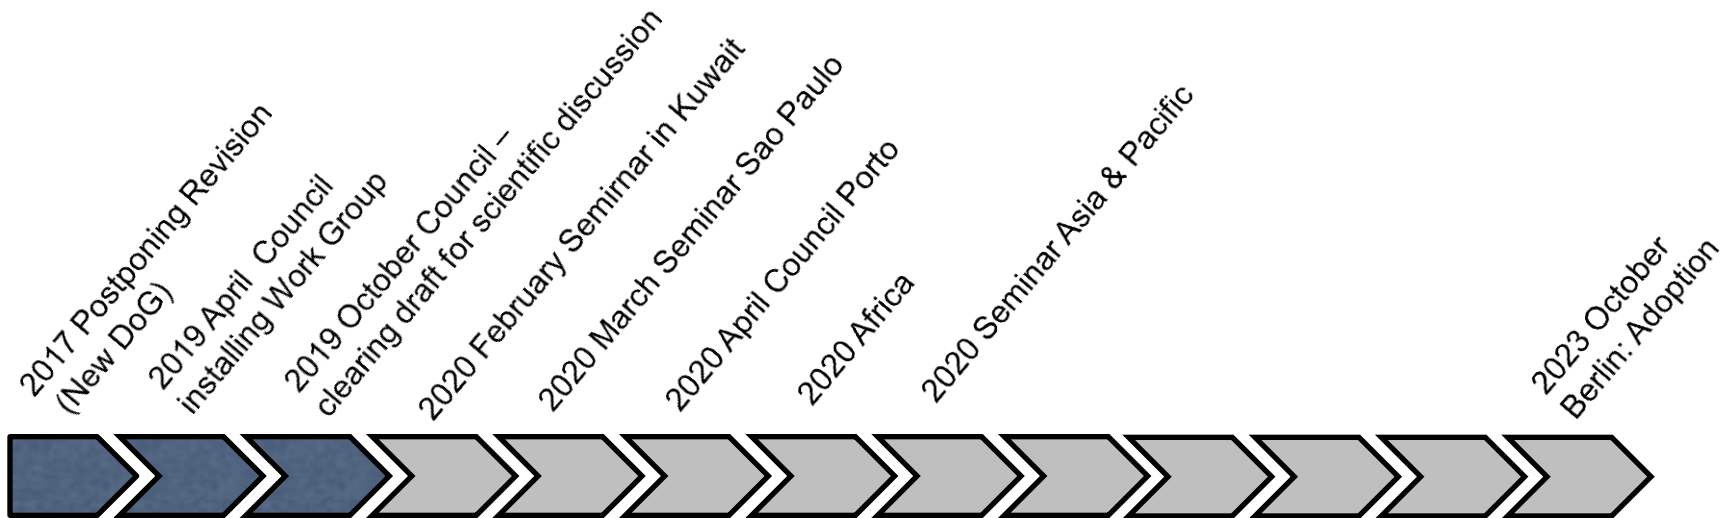 2017 Postponing Revision
(New DoG)
2019 April Council
installing Work Group
2019 October Council –
clearing draft for scientific discussion
2020 February Semirnar in Kuwait
2020 March Seminar Sao Paulo
2020 April Council Porto
2020 Africa
2020 Seminar Asia & Pacific
2023 October
Berlin: Adoption